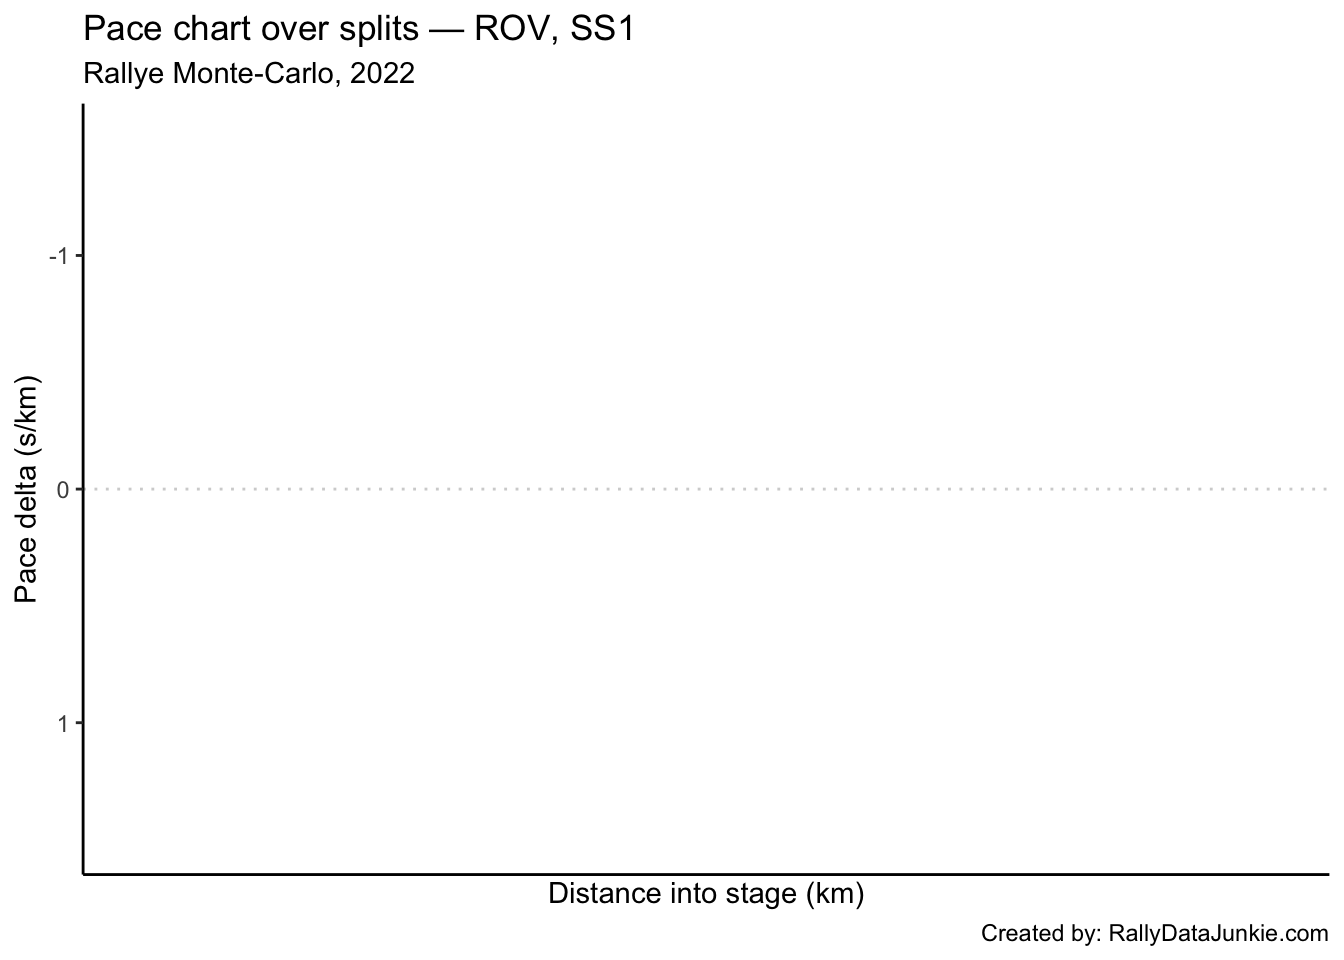 Pace chart over splits — ROV, SS1
Rallye Monte-Carlo, 2022
-1
0
1
Pace delta (s/km)
Distance into stage (km)
Created by: RallyDataJunkie.com